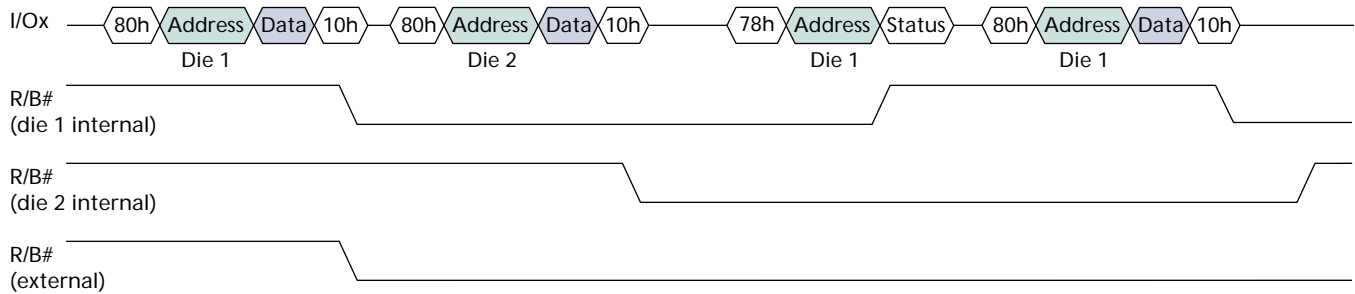 I/Ox 80h Address Data 10h 80h Address Data 10h 78h Address Status 80h Address Data 10h
Die 1 Die 2 Die 1 Die 1
R/B#
(die 1 internal)
R/B#
(die 2 internal)
R/B#
(external)